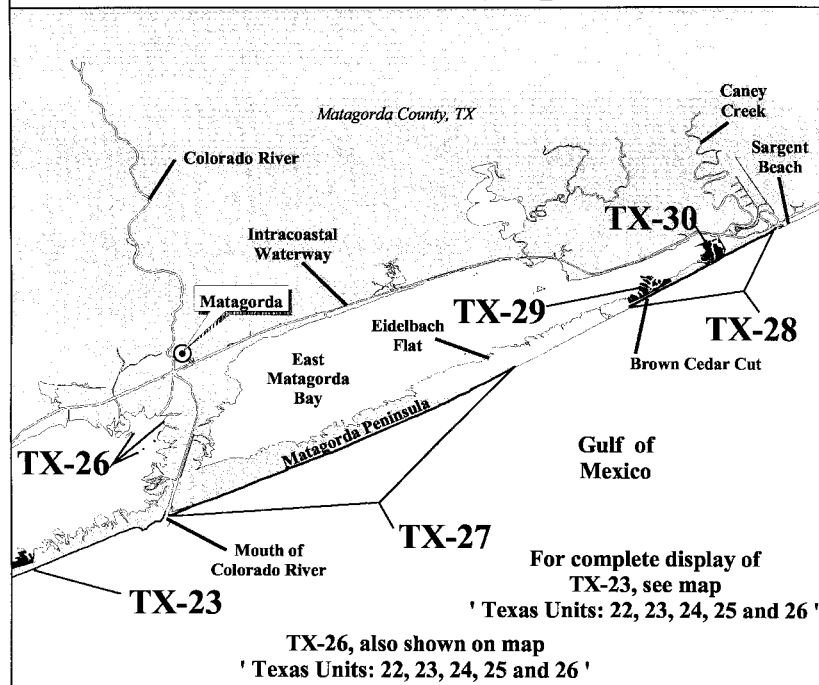 Matagorda County, TX
Caney
Creek
Sargent
Beach
Colorado River
TX-30
Intracoastal
Waterway
Matagorda
TX-29
TX-28
Eidelbach
Flat
Brown Cedar Cut
East
Matagorda
Bay
Matagorda Peninsula
Gulf of
Mexico
TX-26
TX-27
Mouth of
Colorado River
TX-23
For complete display of
TX-23, see map
' Texas Units: 22, 23, 24, 25 and 26 '
TX-26, also shown on map
' Texas Units: 22, 23, 24, 25 and 26 '